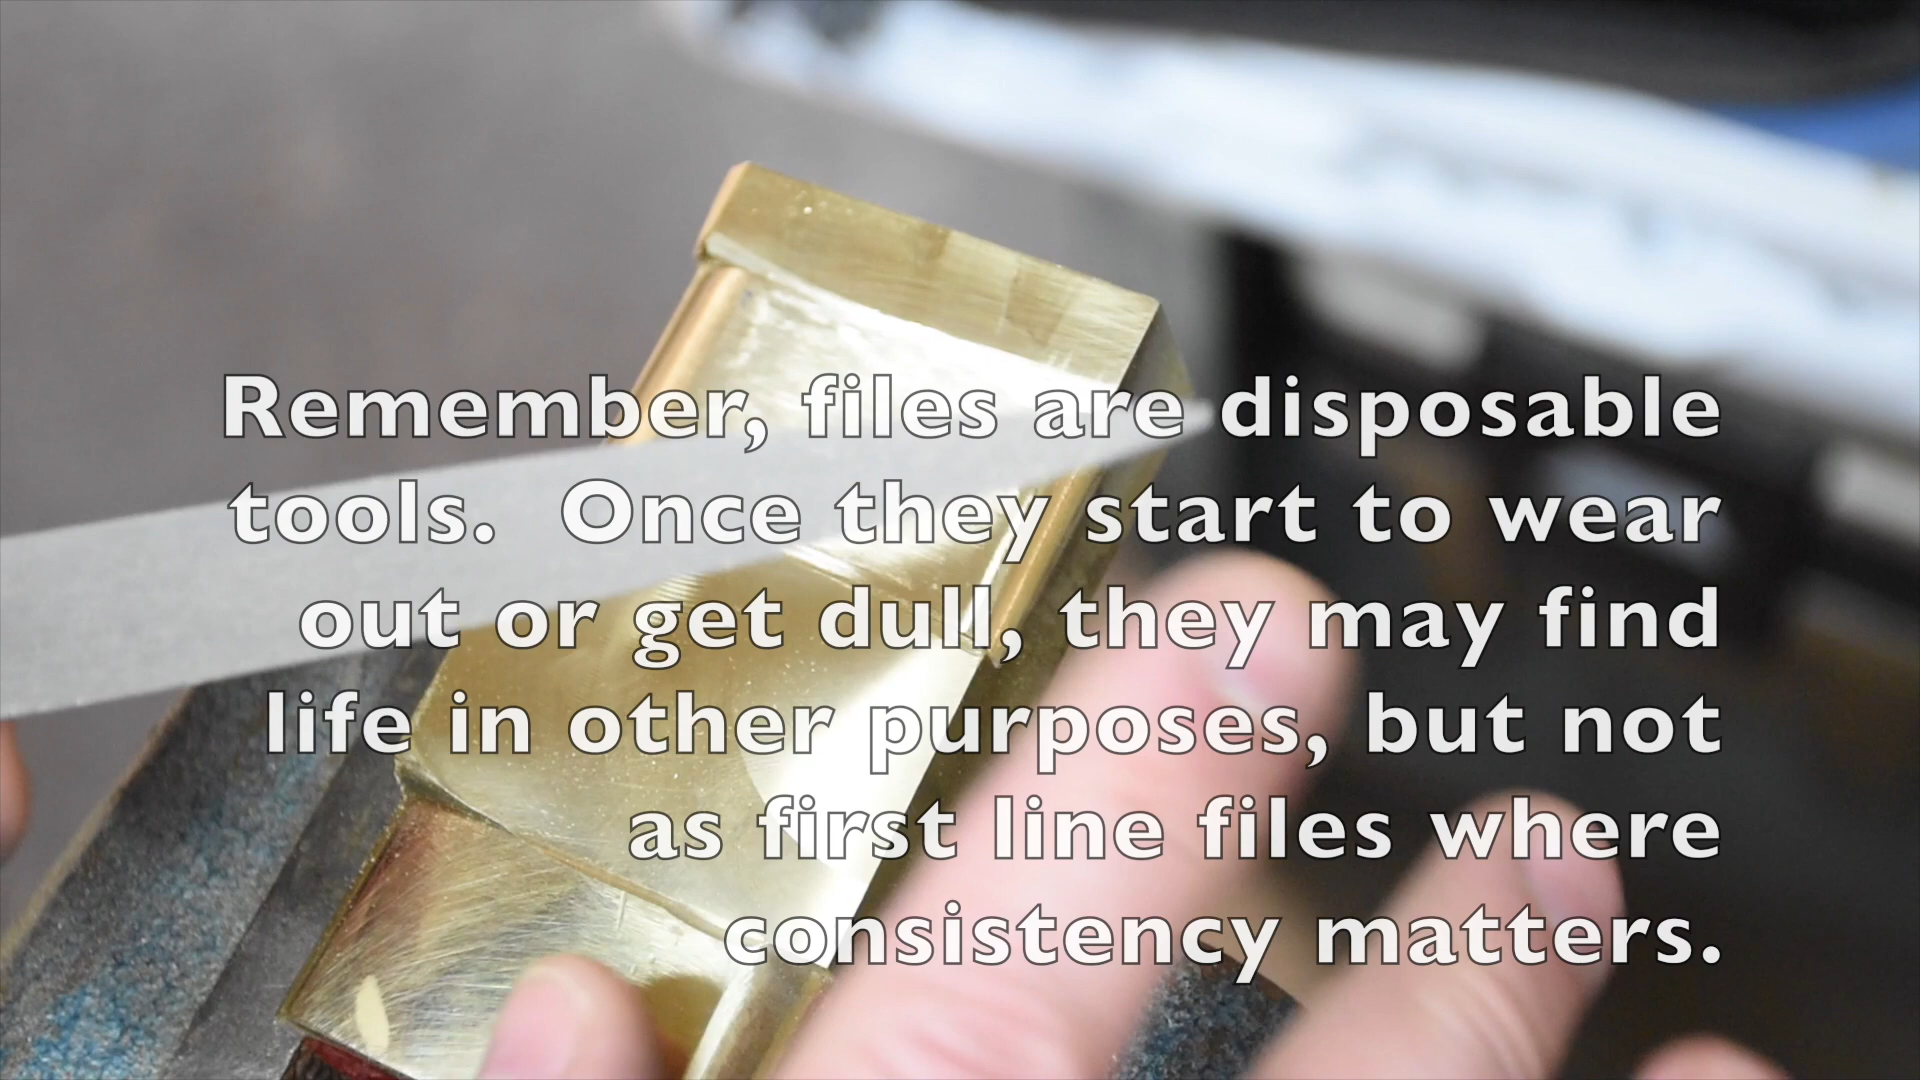 Remember, files are disposable
tools.  Once they start to wear
out or get dull, they may find
life in other purposes, but not
as first line files where
consistency matters.